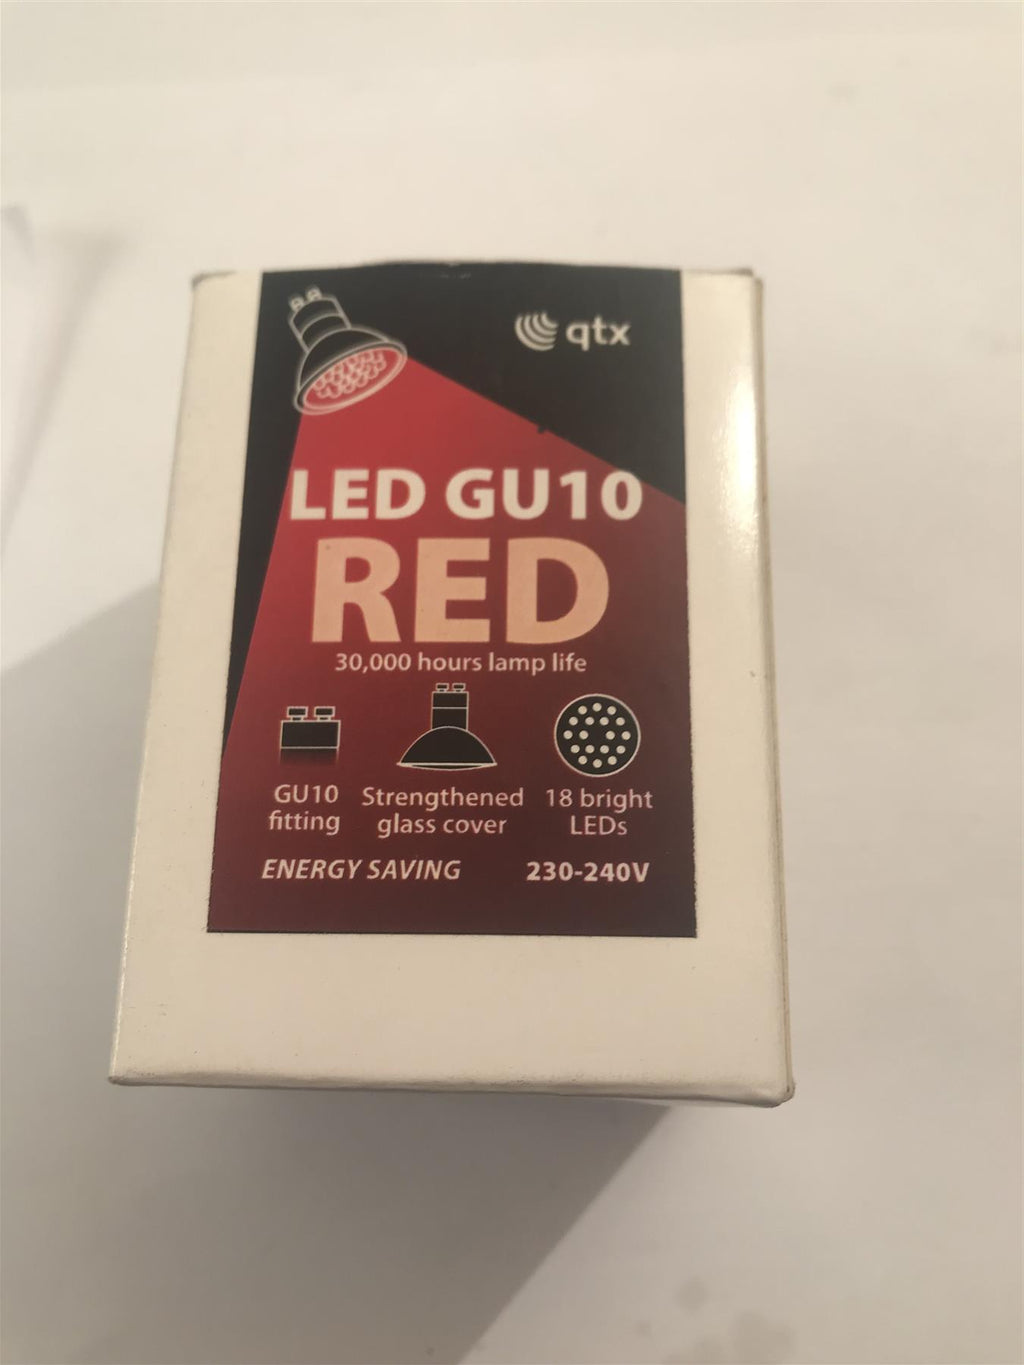 qtx
LED GU10
RED
30,000 hours lamp life
GU10
fitting
Strengthened
glass cover
18 bright
LEDs
ENERGY SAVING
230-240V